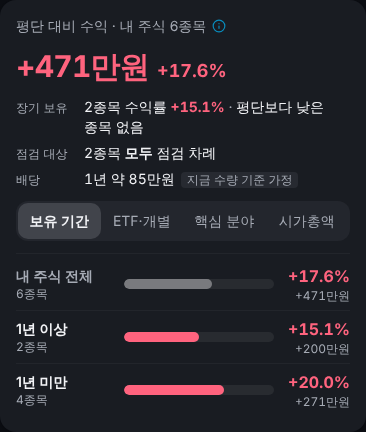 평단 대비 수익 · 내 주식 6종목
+471만원 +17.6%
장기 보유 2종목 수익률 +15.1% · 평단보다 낮은
종목 없음
점검 대상 2종목 모두 점검 차례
배당 1년 약 85만원 지금 수량 기준 가정
보유 기간 ETF·개별 핵심 분야 시가총액
내 주식 전체 +17.6%
6종목 +471만원
1년 이상 +15.1%
2종목 +200만원
1년 미만 +20.0%
4종목 +271만원